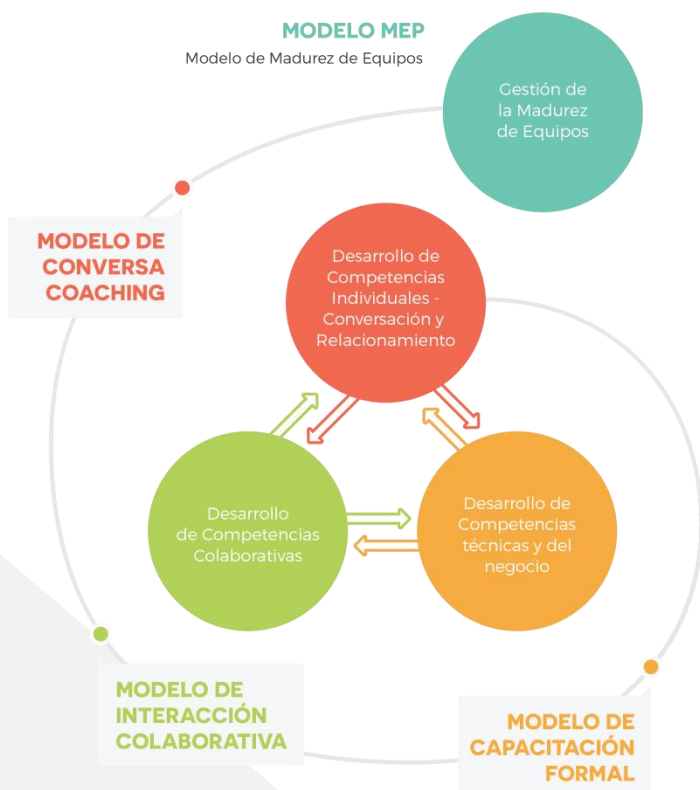 MODELO MEP
Modelo de Madurez de Equipos
Gestión de
la Madurez
de Equipos
MODELO DE
CONVERSA
COACHING
Desarrollo de
Competencias
Individuales -
Conversación y
Relacionamiento
Desarrollo
de Competencias
Colaborativas
Desarrollo de
Competencias
técnicas y del
negocio
MODELO DE
INTERACCIÓN
COLABORATIVA
MODELO DE
CAPACITACIÓN
FORMAL